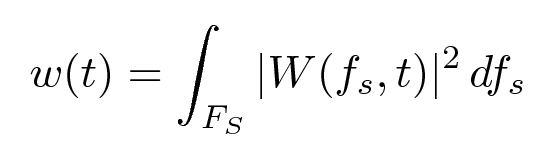 w(t) = ∫_{F_S} |W(f_s, t)|² df_s